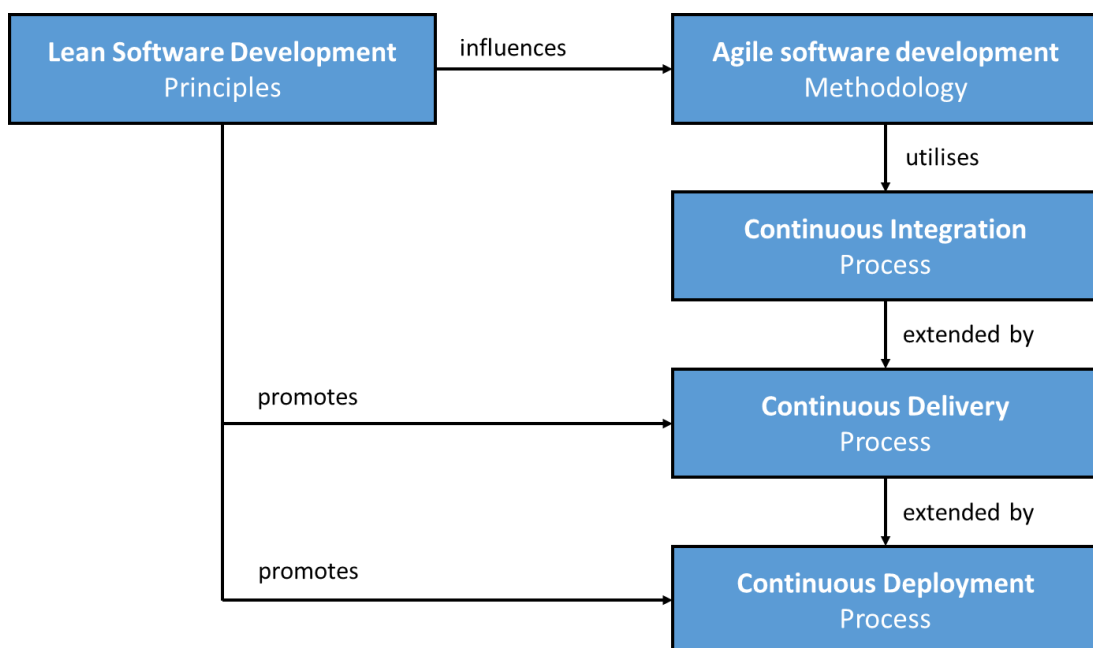 Lean Software Development
Principles
influences
Agile software development
Methodology
utilises
Continuous Integration
Process
extended by
promotes
Continuous Delivery
Process
extended by
promotes
Continuous Deployment
Process